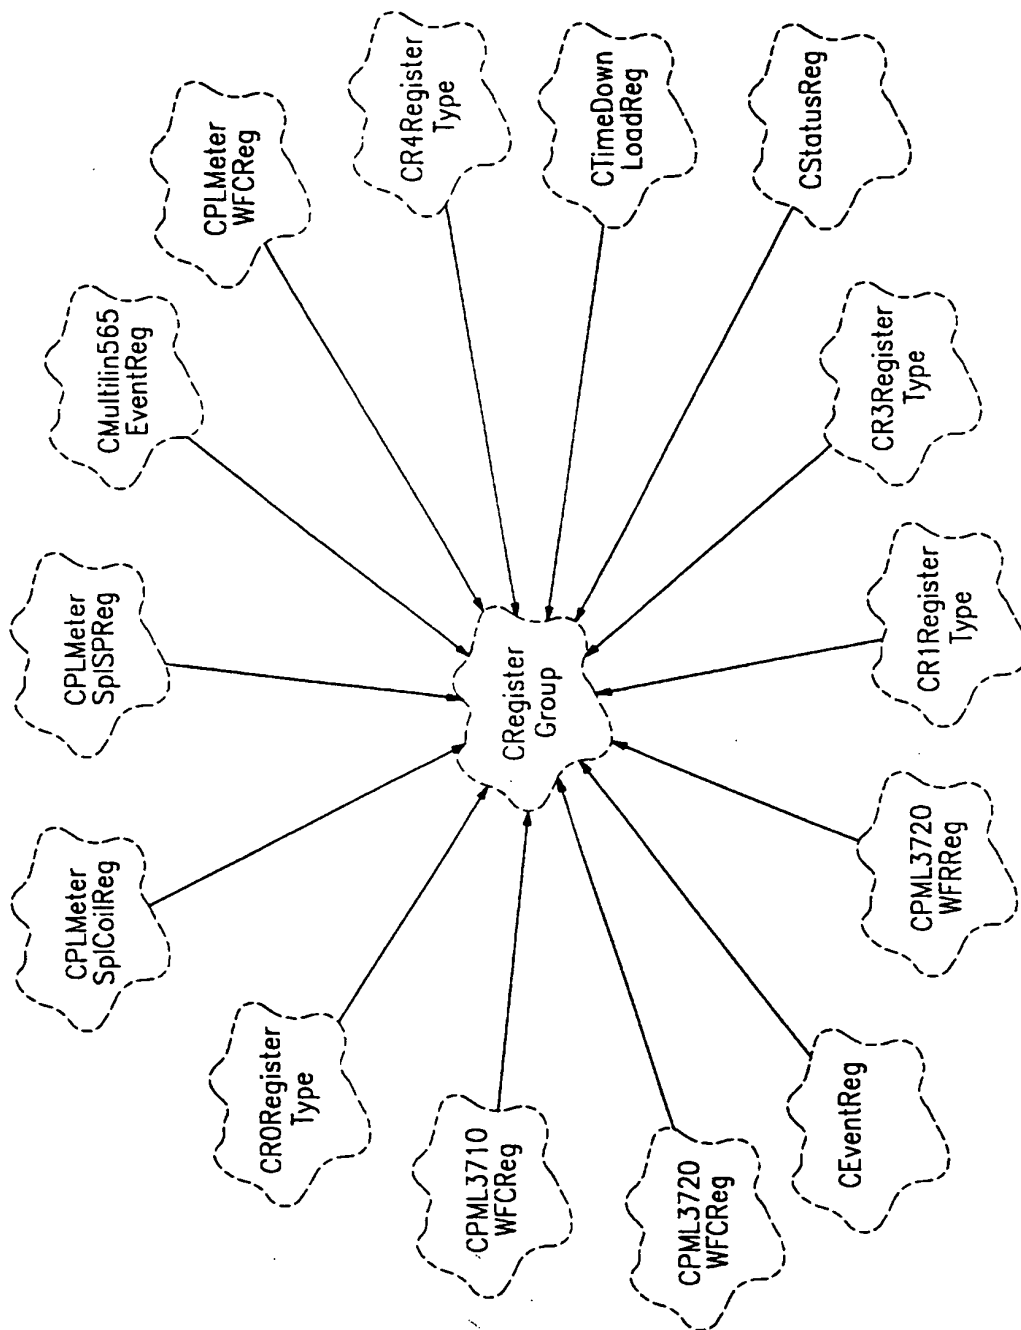 CPLMeter
SplCoilReg
CPLMeter
SplSPReg
CMultilin565
EventReg
CPLMeter
WFCReg
CR4Register
Type
CTimeDown
LoadReg
CStatusReg
CR0Register
Type
CPML3710
WFCReg
CPML3720
WFCReg
CEventReg
CRegister
Group
CPML3720
WFRReg
CR1Register
Type
CR3Register
Type